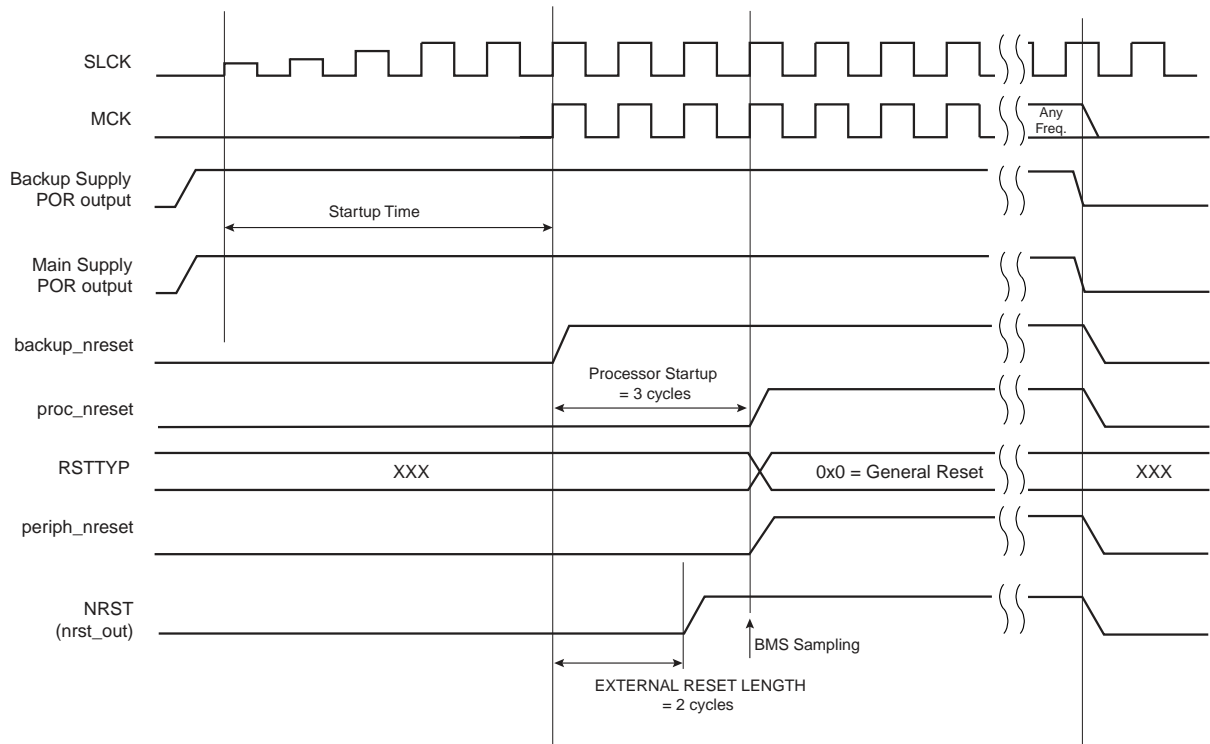 SLCK
MCK
Any
Freq.
Backup Supply
POR output
Startup Time
Main Supply
POR output
backup_nreset
Processor Startup
= 3 cycles
proc_nreset
RSTTYP
XXX
0x0 = General Reset
XXX
periph_nreset
NRST
(nrst_out)
BMS Sampling
EXTERNAL RESET LENGTH
= 2 cycles